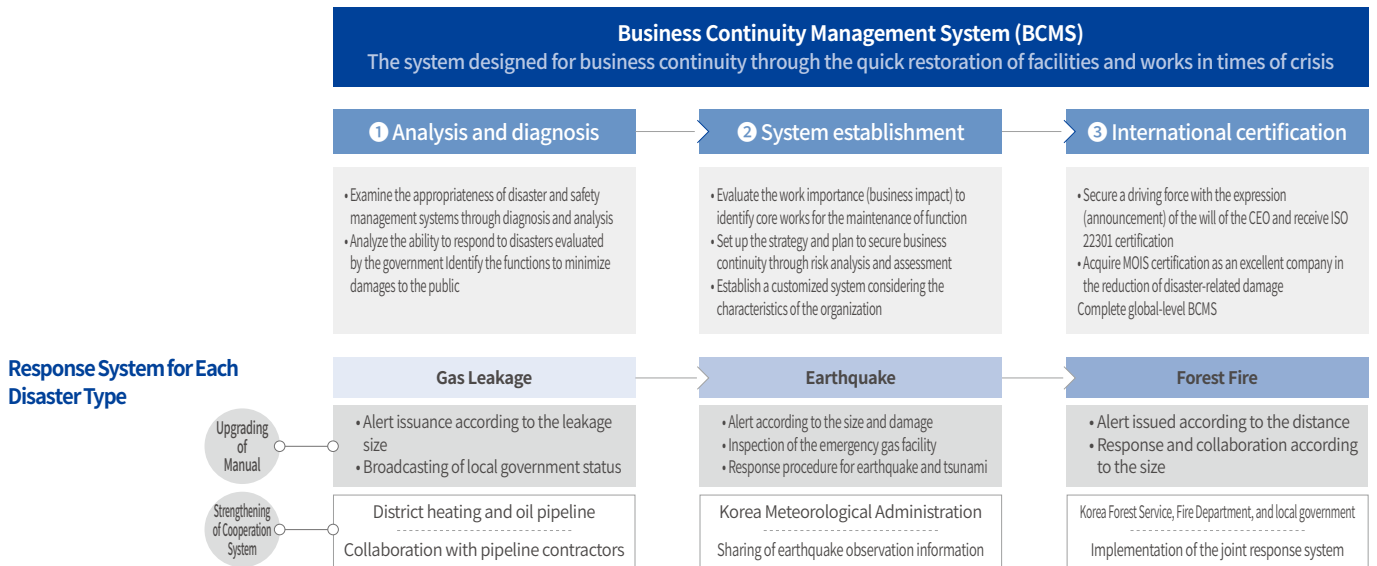 Business Continuity Management System (BCMS)
The system designed for business continuity through the quick restoration of facilities and works in times of crisis
❶ Analysis and diagnosis
• Examine the appropriateness of disaster and safety
management systems through diagnosis and analysis
• Analyze the ability to respond to disasters evaluated
by the government Identify the functions to minimize
damages to the public
❷ System establishment
• Evaluate the work importance (business impact) to
identify core works for the maintenance of function
• Set up the strategy and plan to secure business
continuity through risk analysis and assessment
• Establish a customized system considering the
characteristics of the organization
❸ International certification
• Secure a driving force with the expression
(announcement) of the will of the CEO and receive ISO
22301 certification
• Acquire MOIS certification as an excellent company in
the reduction of disaster-related damage
Complete global-level BCMS
Response System for Each
Disaster Type
Gas Leakage
Earthquake
Forest Fire
Upgrading
of
Manual
• Alert issuance according to the leakage
size
• Broadcasting of local government status
• Alert according to the size and damage
• Inspection of the emergency gas facility
• Response procedure for earthquake and tsunami
• Alert issued according to the distance
• Response and collaboration according
to the size
Strengthening
of Cooperation
System
District heating and oil pipeline
Collaboration with pipeline contractors
Korea Meteorological Administration
Sharing of earthquake observation information
Korea Forest Service, Fire Department, and local government
Implementation of the joint response system